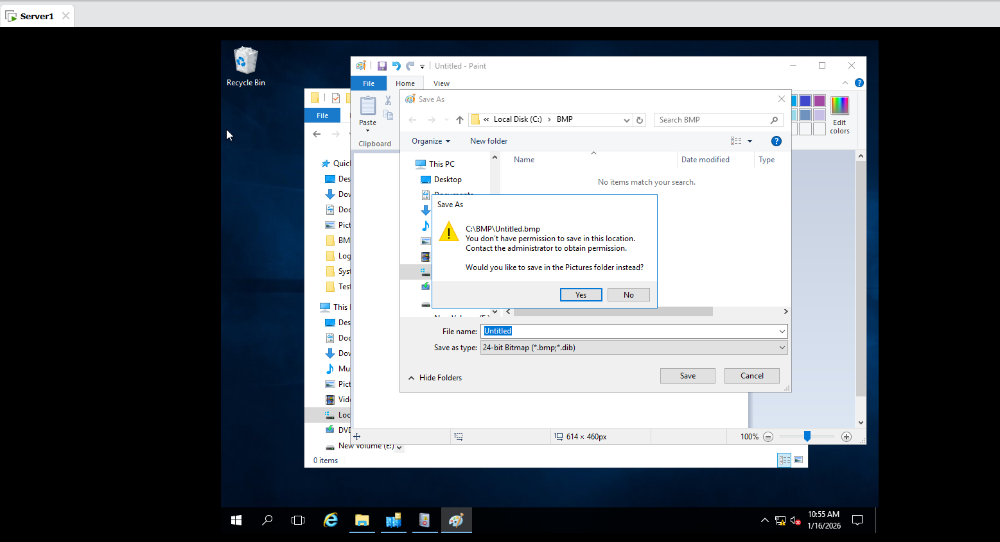 Server1
Recycle Bin
Untitled - Paint
File
Home
View
File
Paste
Clipboard
Edit
colors
Save As
« Local Disk (C:) › BMP
Search BMP
Organize
New folder
Quic
Des
Dov
Doc
Pict
BM
Log
Syst
Test
This
Des
Doc
Dov
Mu
Pict
Vide
Loc
DVD
New Volume (E:)
0 items
This PC
Desktop
Documents
Name
Date modified
Type
No items match your search.
Save As
C:\BMP\Untitled.bmp
You don't have permission to save in this location.
Contact the administrator to obtain permission.
Would you like to save in the Pictures folder instead?
Yes
No
New Volume (E:)
File name: Untitled
Save as type: 24-bit Bitmap (*.bmp;*.dib)
Hide Folders
Save
Cancel
614 × 460px
100%
10:55 AM
1/16/2026